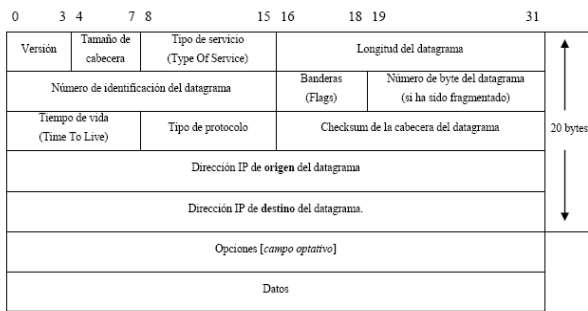 0 3 4 7 8 15 16 18 19 31
Versión
Tamaño de
cabecera
Tipo de servicio
(Type Of Service)
Longitud del datagrama
Número de identificación del datagrama
Banderas
(Flags)
Número de byte del datagrama
(si ha sido fragmentado)
Tiempo de vida
(Time To Live)
Tipo de protocolo
Checksum de la cabecera del datagrama
20 bytes
Dirección IP de origen del datagrama
Dirección IP de destino del datagrama.
Opciones [campo optativo]
Datos